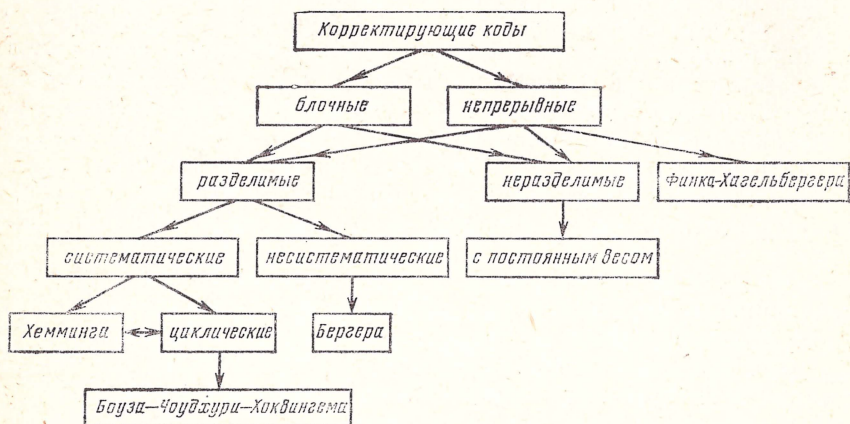 Корректирующие коды
блочные
непрерывные
разделимые
неразделимые
Финка-Хагельбергера
систематические
несистематические
с постоянным весом
Хемминга
циклические
Бергера
Боуза—Чоудхури—Хоквингема